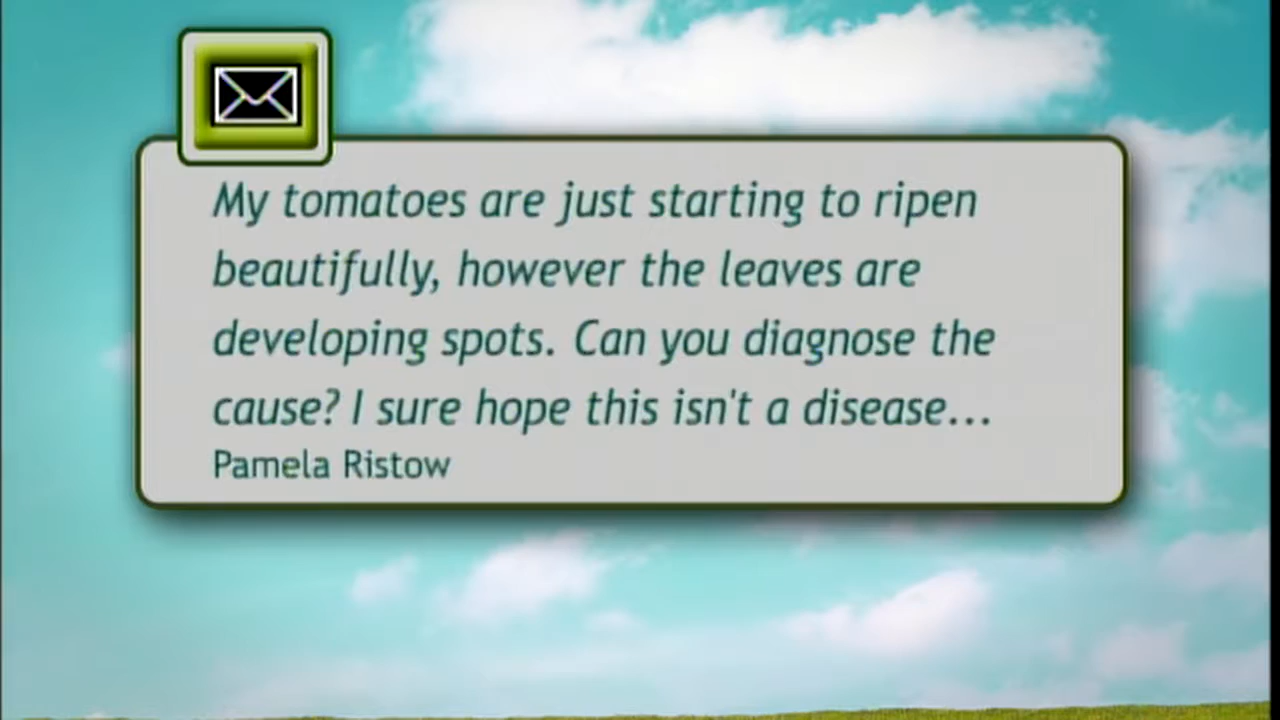 My tomatoes are just starting to ripen
beautifully, however the leaves are
developing spots. Can you diagnose the
cause? I sure hope this isn't a disease...
Pamela Ristow